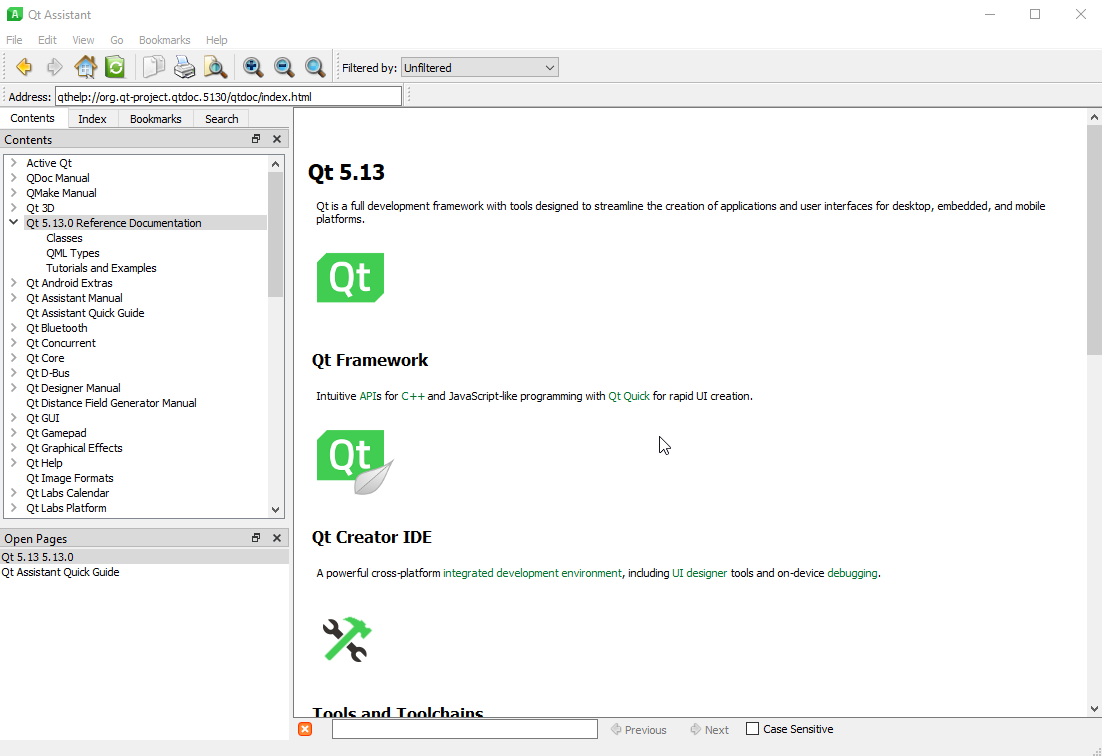 A Qt Assistant
File Edit View Go Bookmarks Help
Filtered by: Unfiltered
Address: qthelp://org.qt-project.qtdoc.5130/qtdoc/index.html
Contents Index Bookmarks Search
Contents
Active Qt
QDoc Manual
QMake Manual
Qt 3D
Qt 5.13.0 Reference Documentation
Classes
QML Types
Tutorials and Examples
Qt Android Extras
Qt Assistant Manual
Qt Assistant Quick Guide
Qt Bluetooth
Qt Concurrent
Qt Core
Qt D-Bus
Qt Designer Manual
Qt Distance Field Generator Manual
Qt GUI
Qt Gamepad
Qt Graphical Effects
Qt Help
Qt Image Formats
Qt Labs Calendar
Qt Labs Platform
Open Pages
Qt 5.13 5.13.0
Qt Assistant Quick Guide
Qt 5.13
Qt is a full development framework with tools designed to streamline the creation of applications and user interfaces for desktop, embedded, and mobile
platforms.
Qt
Qt Framework
Intuitive APIs for C++ and JavaScript-like programming with Qt Quick for rapid UI creation.
Qt
Qt Creator IDE
A powerful cross-platform integrated development environment, including UI designer tools and on-device debugging.
Tools and Toolchains
Previous Next Case Sensitive